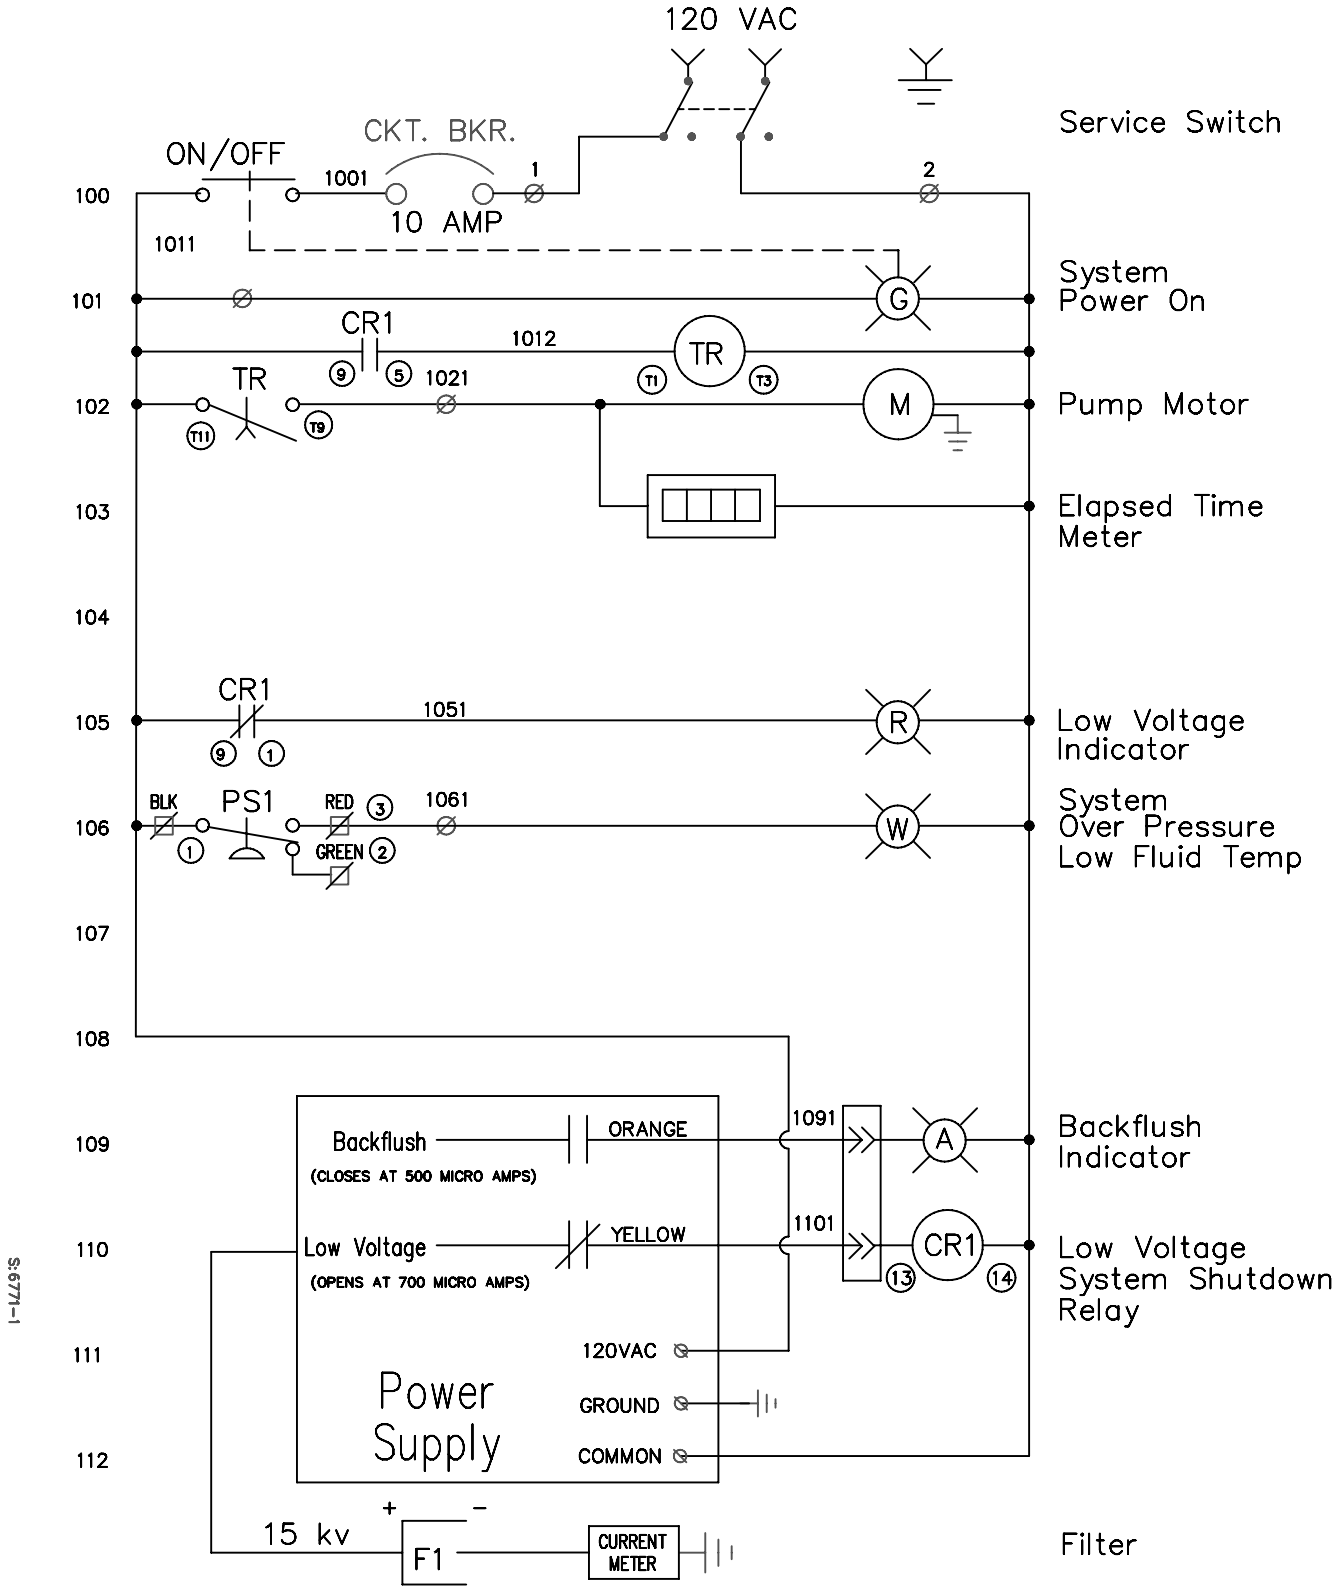 120 VAC
Service Switch
CKT. BKR.
ON/OFF
1001
1
2
100
10 AMP
1011
System
Power On
101
G
CR1
1012
TR
9
5
T1
T3
TR
1021
102
M
Pump Motor
T11
T9
103
Elapsed Time
Meter
104
CR1
1051
105
R
Low Voltage
Indicator
9
1
BLK
PS1
RED
3
1061
106
W
System
Over Pressure
Low Fluid Temp
1
GREEN
2
107
108
1091
109
Backflush
ORANGE
A
Backflush
Indicator
(CLOSES AT 500 MICRO AMPS)
1101
110
Low Voltage
YELLOW
CR1
Low Voltage
System Shutdown
Relay
(OPENS AT 700 MICRO AMPS)
13
14
S:6771-1
111
120VAC
Power
Supply
GROUND
112
COMMON
+
-
15 kv
F1
CURRENT
METER
Filter